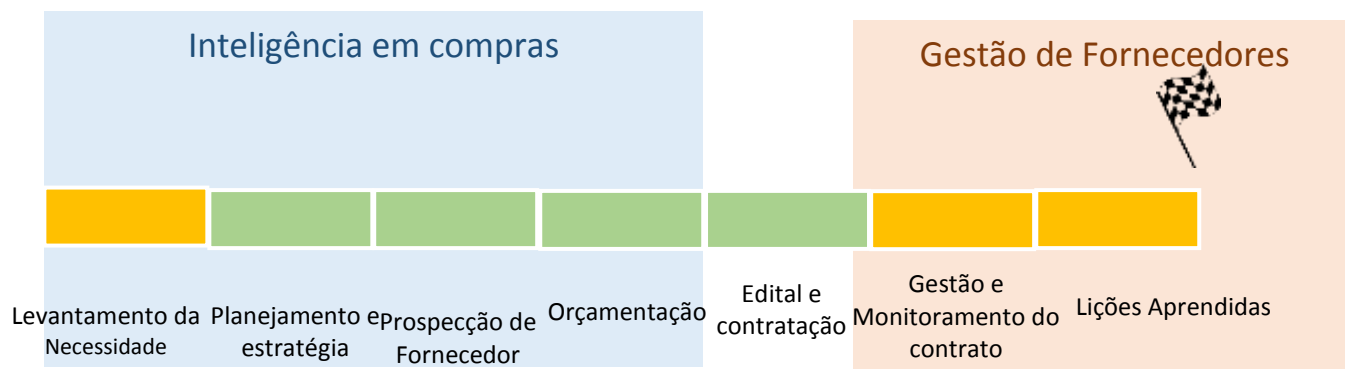 Inteligência em compras
Gestão de Fornecedores
Levantamento da
Necessidade
Planejamento e
estratégia
Prospecção de
Fornecedor
Orçamentação
Edital e
contratação
Gestão e
Monitoramento do
contrato
Lições Aprendidas